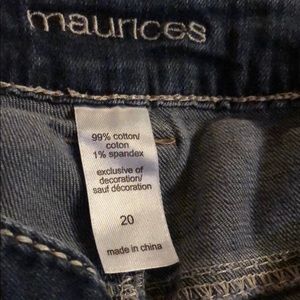 maurices
99% cotton/
coton
1% spandex
exclusive of
decoration/
sauf décoration
20
made in china